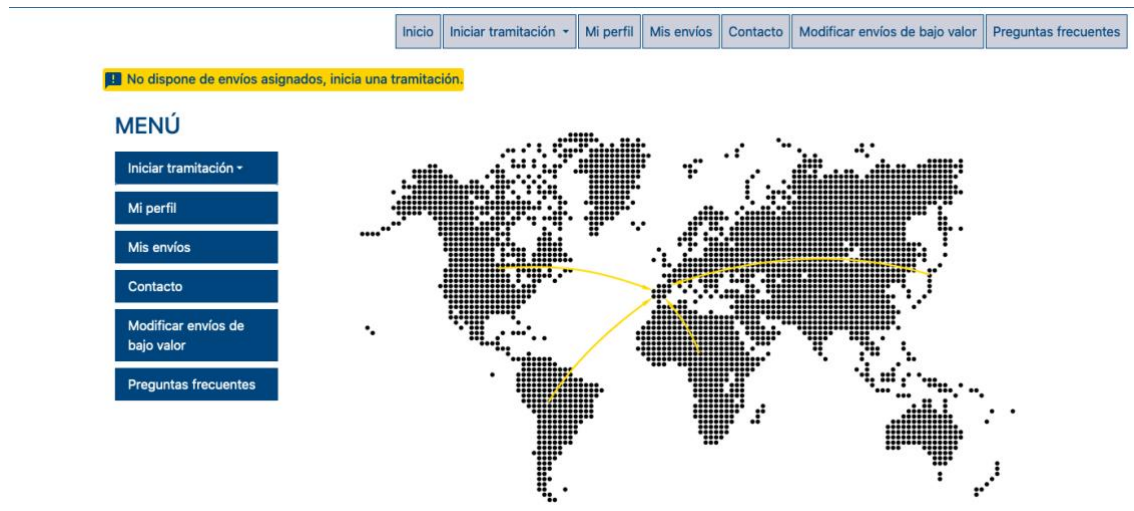 Inicio Iniciar tramitación Mi perfil Mis envíos Contacto Modificar envíos de bajo valor Preguntas frecuentes
No dispone de envíos asignados, inicia una tramitación.
MENÚ
Iniciar tramitación
Mi perfil
Mis envíos
Contacto
Modificar envíos de
bajo valor
Preguntas frecuentes